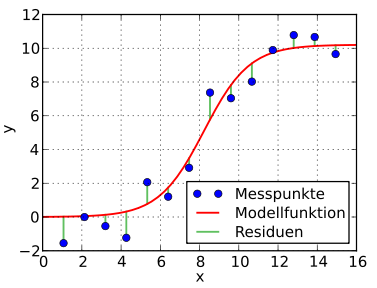 12
10
8
6
4
2
0
−2
y
Messpunkte
Modellfunktion
Residuen
0 2 4 6 8 10 12 14 16
x